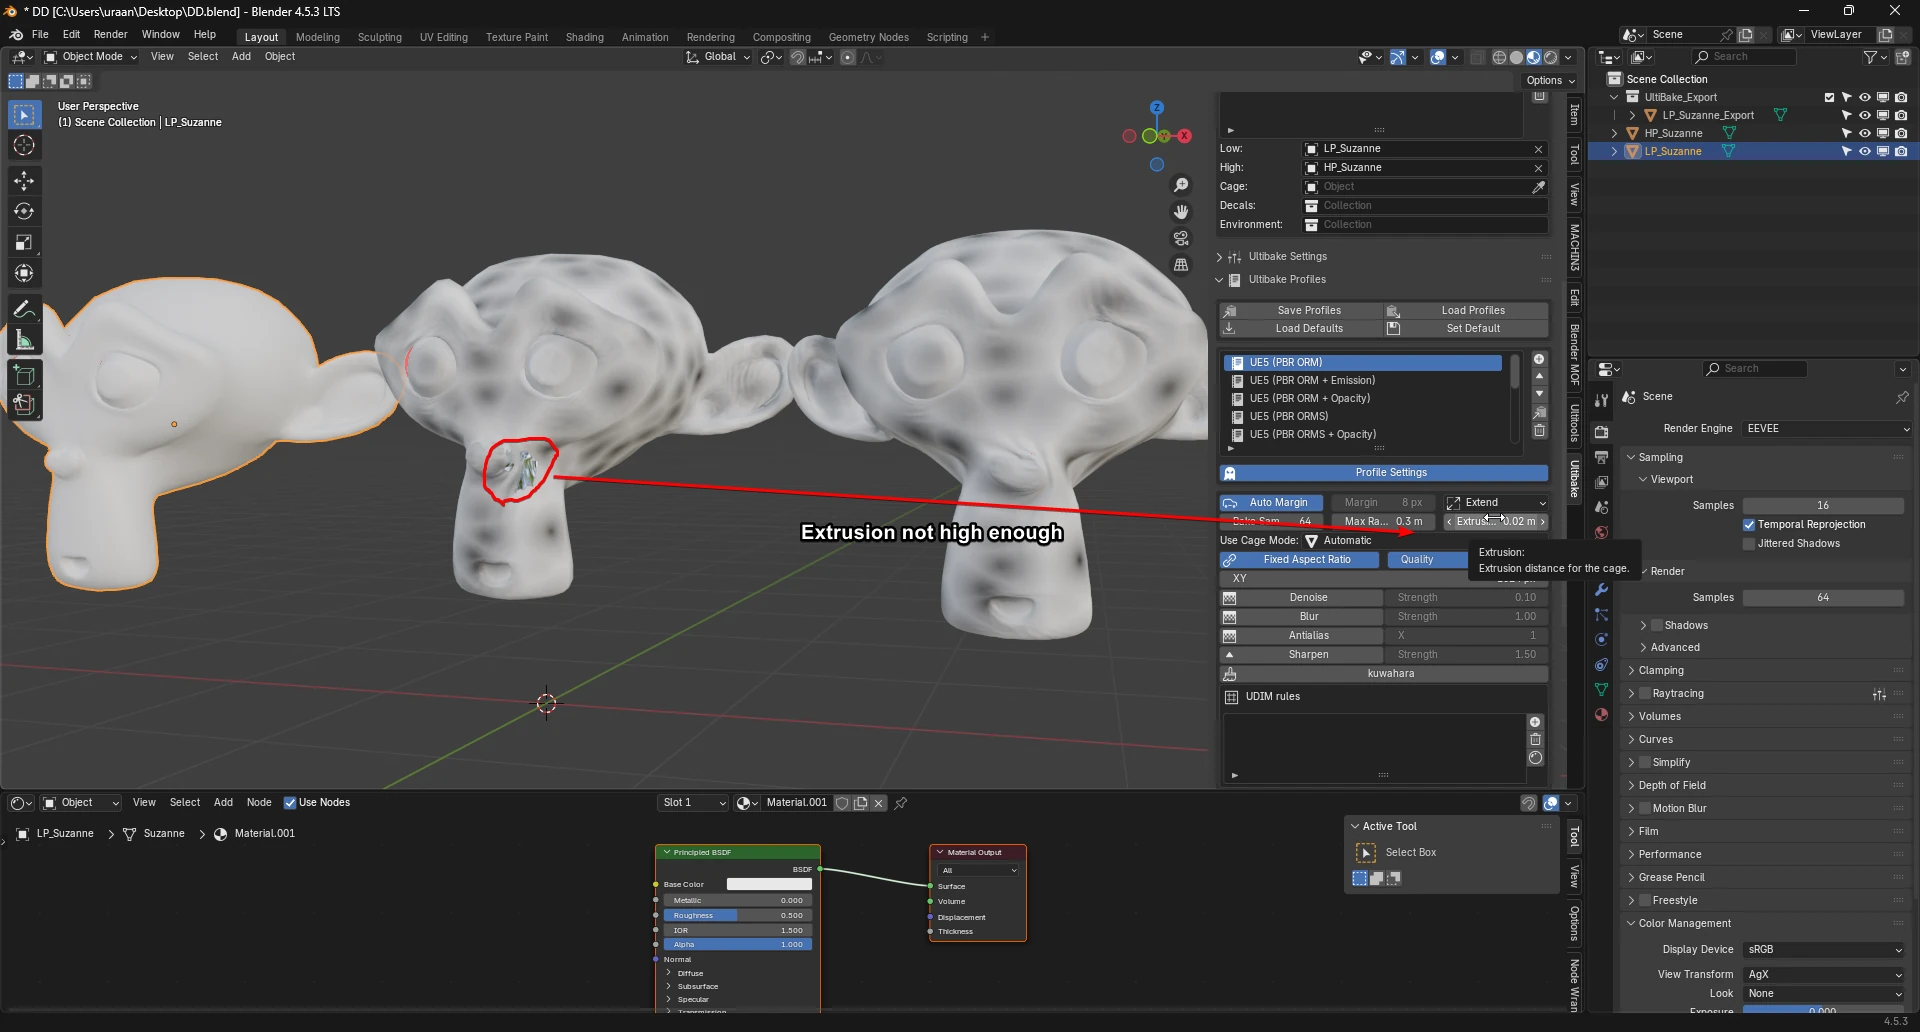 * DD [C:\Users\uraan\Desktop\DD.blend] - Blender 4.5.3 LTS
File Edit Render Window Help Layout Modeling Sculpting UV Editing Texture Paint Shading Animation Rendering Compositing Geometry Nodes Scripting + Scene ViewLayer
Object Mode View Select Add Object Global Search
Options
User Perspective
(1) Scene Collection | LP_Suzanne
Z
X
Low: LP_Suzanne
High: HP_Suzanne
Cage: Object
Decals: Collection
Environment: Collection
Ultibake Settings
Ultibake Profiles
Save Profiles Load Profiles
Load Defaults Set Default
UE5 (PBR ORM)
UE5 (PBR ORM + Emission)
UE5 (PBR ORM + Opacity)
UE5 (PBR ORMS)
UE5 (PBR ORMS + Opacity)
Profile Settings
Auto Margin Margin 8 px Extend
64 Max Ra... 0.3 m 0.02 m
Use Cage Mode: Automatic
Fixed Aspect Ratio Quality
XY
Denoise Strength 0.10
Blur Strength 1.00
Antialias X 1
Sharpen Strength 1.50
kuwahara
UDIM rules
Extrusion not high enough
Extrusion:
Extrusion distance for the cage.
Item
Tool
View
MACHIN3
Edit
Blender MOF
Ultitools
Ultibake
Scene Collection
UltiBake_Export
LP_Suzanne_Export
HP_Suzanne
LP_Suzanne
Search
Scene
Render Engine EEVEE
Sampling
Viewport
Samples 16
Temporal Reprojection
Jittered Shadows
Render
Samples 64
Shadows
Advanced
Clamping
Raytracing
Volumes
Curves
Simplify
Depth of Field
Motion Blur
Film
Performance
Grease Pencil
Freestyle
Color Management
Display Device sRGB
View Transform AgX
Look None
Exposure 0.000
Object View Select Add Node Use Nodes Slot 1 Material.001
LP_Suzanne > Suzanne > Material.001
Principled BSDF
BSDF
Base Color
Metallic 0.000
Roughness 0.500
IOR 1.500
Alpha 1.000
Normal
Diffuse
Subsurface
Specular
Transmission
Material Output
All
Surface
Volume
Displacement
Thickness
Active Tool
Select Box
Tool
View
Options
Node Wran
4.5.3